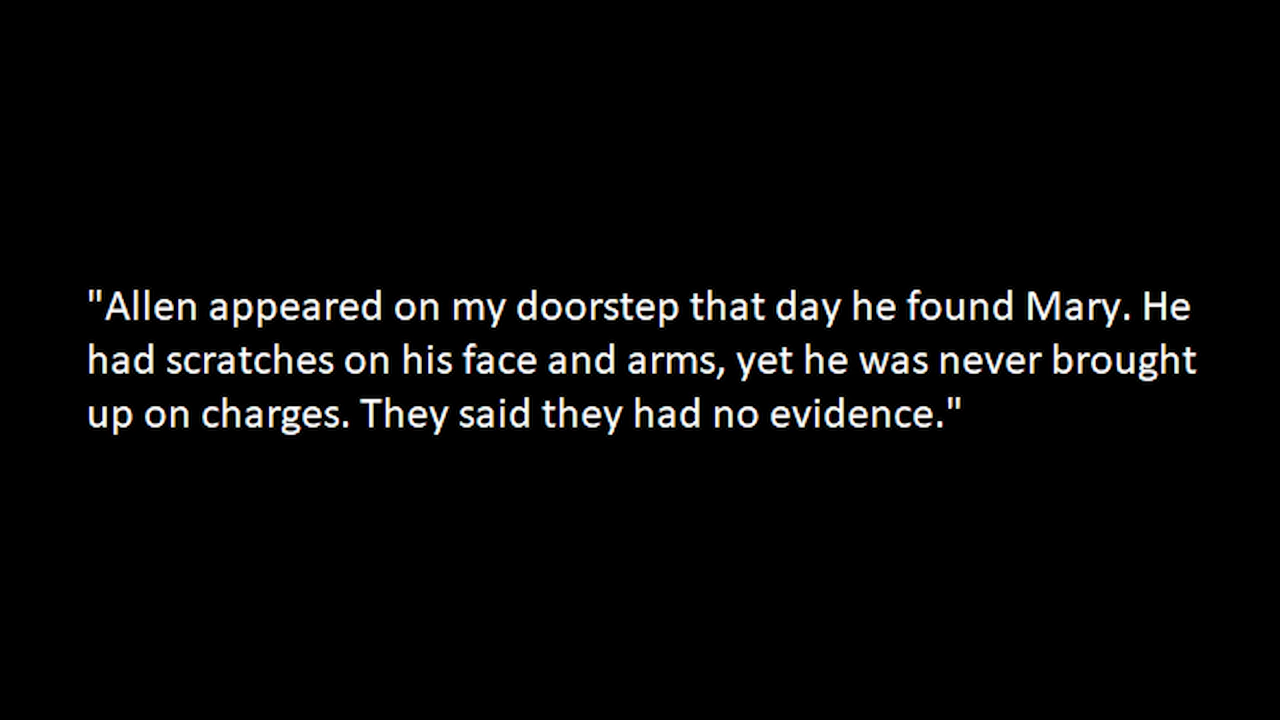 "Allen appeared on my doorstep that day he found Mary. He
had scratches on his face and arms, yet he was never brought
up on charges. They said they had no evidence."